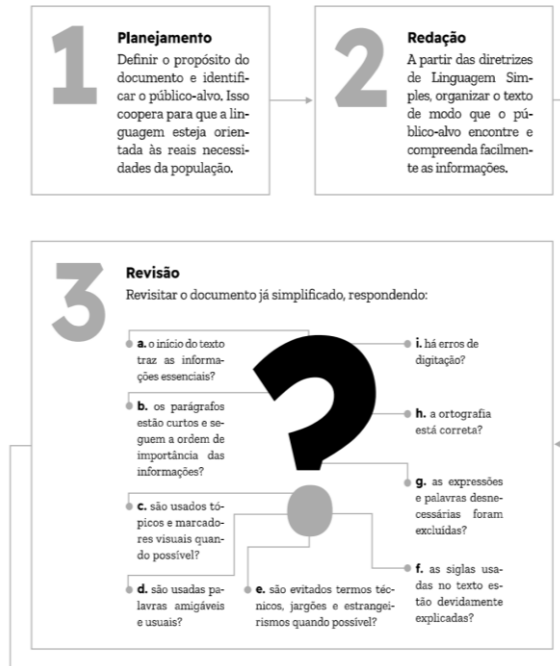 1
Planejamento
Definir o propósito do
documento e identifi-
car o público-alvo. Isso
coopera para que a lin-
guagem esteja orien-
tada às reais necessi-
dades da população.
2
Redação
A partir das diretrizes
de Linguagem Sim-
ples, organizar o texto
de modo que o pú-
blico-alvo encontre e
compreenda facilmen-
te as informações.
3
Revisão
Revisitar o documento já simplificado, respondendo:
a. o início do texto
traz as informa-
ções essenciais?
b. os parágrafos
estão curtos e se-
guem a ordem de
importância das
informações?
c. são usados tó-
picos e marcado-
res visuais quan-
do possível?
d. são usadas pa-
lavras amigáveis
e usuais?
e. são evitados termos téc-
nicos, jargões e estrangei-
rismos quando possível?
f. as siglas usa-
das no texto es-
tão devidamente
explicadas?
g. as expressões
e palavras desne-
cessárias foram
excluídas?
h. a ortografia
está correta?
i. há erros de
digitação?
?